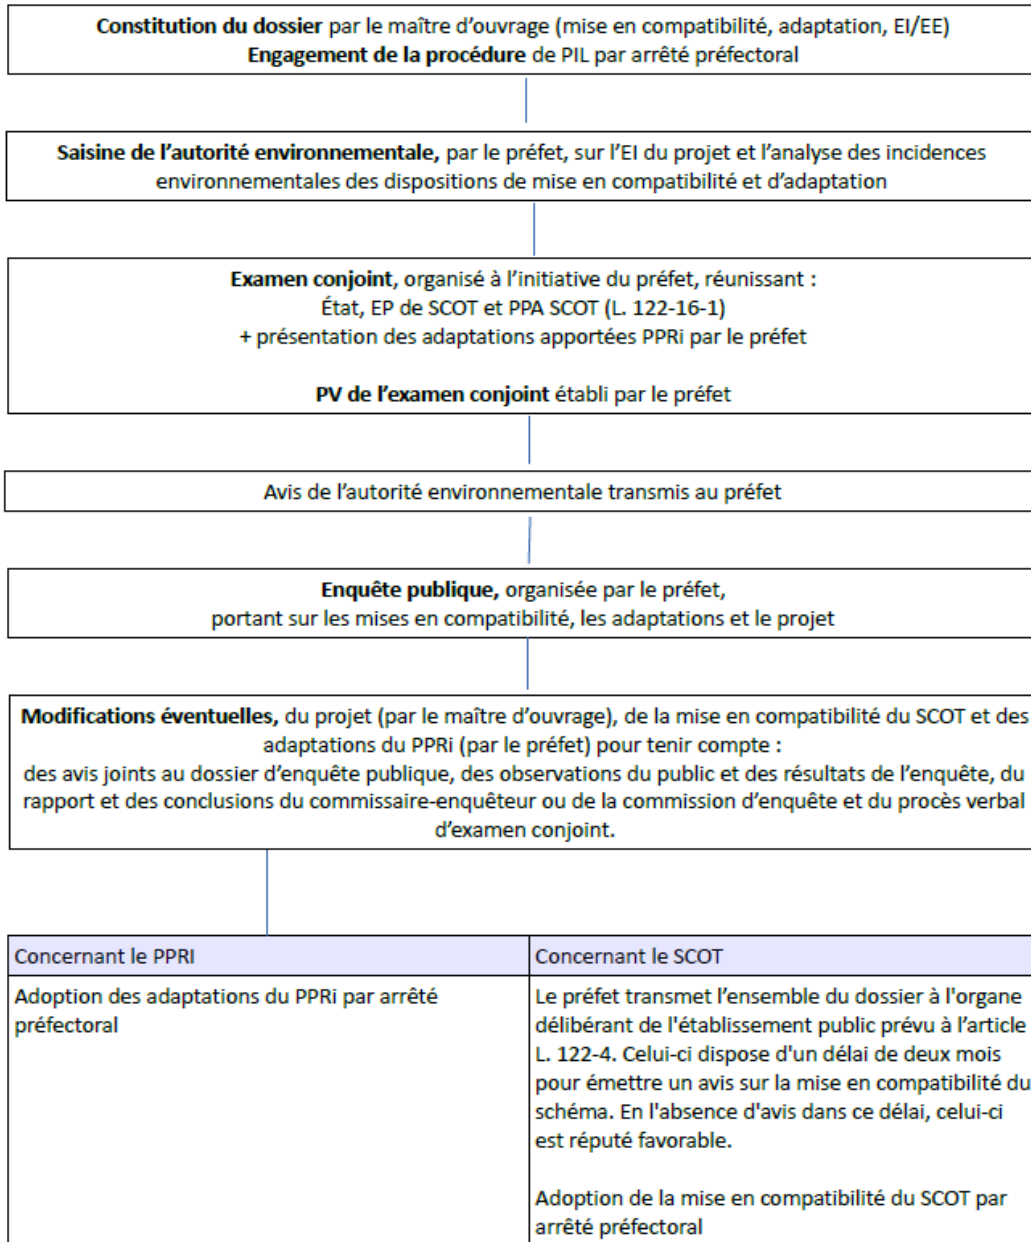 Constitution du dossier par le maître d'ouvrage (mise en compatibilité, adaptation, EI/EE)
Engagement de la procédure de PIL par arrêté préfectoral
Saisine de l'autorité environnementale, par le préfet, sur l'EI du projet et l'analyse des incidences
environnementales des dispositions de mise en compatibilité et d'adaptation
Examen conjoint, organisé à l'initiative du préfet, réunissant :
État, EP de SCOT et PPA SCOT (L. 122-16-1)
+ présentation des adaptations apportées PPRi par le préfet
PV de l'examen conjoint établi par le préfet
Avis de l'autorité environnementale transmis au préfet
Enquête publique, organisée par le préfet,
portant sur les mises en compatibilité, les adaptations et le projet
Modifications éventuelles, du projet (par le maître d'ouvrage), de la mise en compatibilité du SCOT et des
adaptations du PPRi (par le préfet) pour tenir compte :
des avis joints au dossier d'enquête publique, des observations du public et des résultats de l'enquête, du
rapport et des conclusions du commissaire-enquêteur ou de la commission d'enquête et du procès verbal
d'examen conjoint.
Concernant le PPRI
Adoption des adaptations du PPRi par arrêté
préfectoral
Concernant le SCOT
Le préfet transmet l'ensemble du dossier à l'organe
délibérant de l'établissement public prévu à l'article
L. 122-4. Celui-ci dispose d'un délai de deux mois
pour émettre un avis sur la mise en compatibilité du
schéma. En l'absence d'avis dans ce délai, celui-ci
est réputé favorable.
Adoption de la mise en compatibilité du SCOT par
arrêté préfectoral